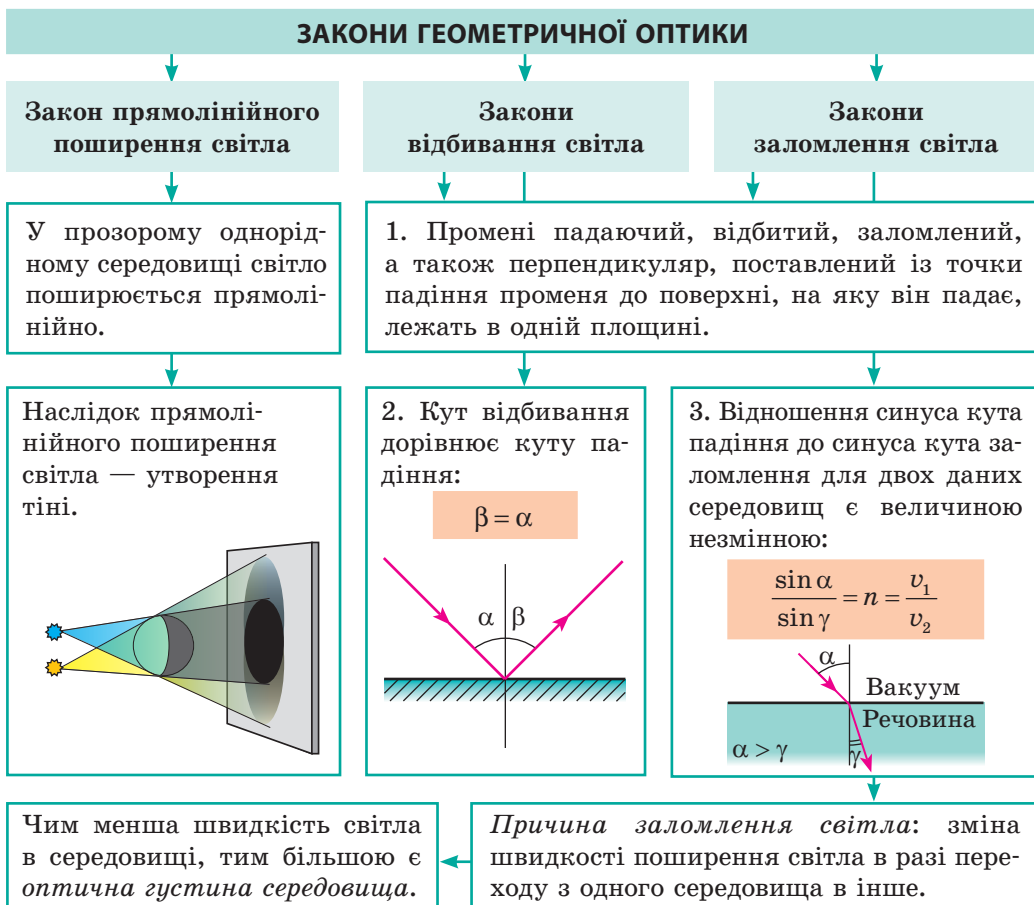 ЗАКОНИ ГЕОМЕТРИЧНОЇ ОПТИКИ
Закон прямолінійного
поширення світла
Закони
відбивання світла
Закони
заломлення світла
У прозорому однорід-
ному середовищі світло
поширюється прямолі-
нійно.
1. Промені падаючий, відбитий, заломлений,
а також перпендикуляр, поставлений із точки
падіння променя до поверхні, на яку він падає,
лежать в одній площині.
Наслідок прямолі-
нійного поширення
світла — утворення
тіні.
2. Кут відбивання
дорівнює куту па-
діння:
β = α
α β
3. Відношення синуса кута
падіння до синуса кута за-
ломлення для двох даних
середовищ є величиною
незмінною:
sin α / sin γ = n = v₁ / v₂
α
Вакуум
Речовина
α > γ
γ
Причина заломлення світла: зміна
швидкості поширення світла в разі пере-
ходу з одного середовища в інше.
Чим менша швидкість світла
в середовищі, тим більшою є
оптична густина середовища.